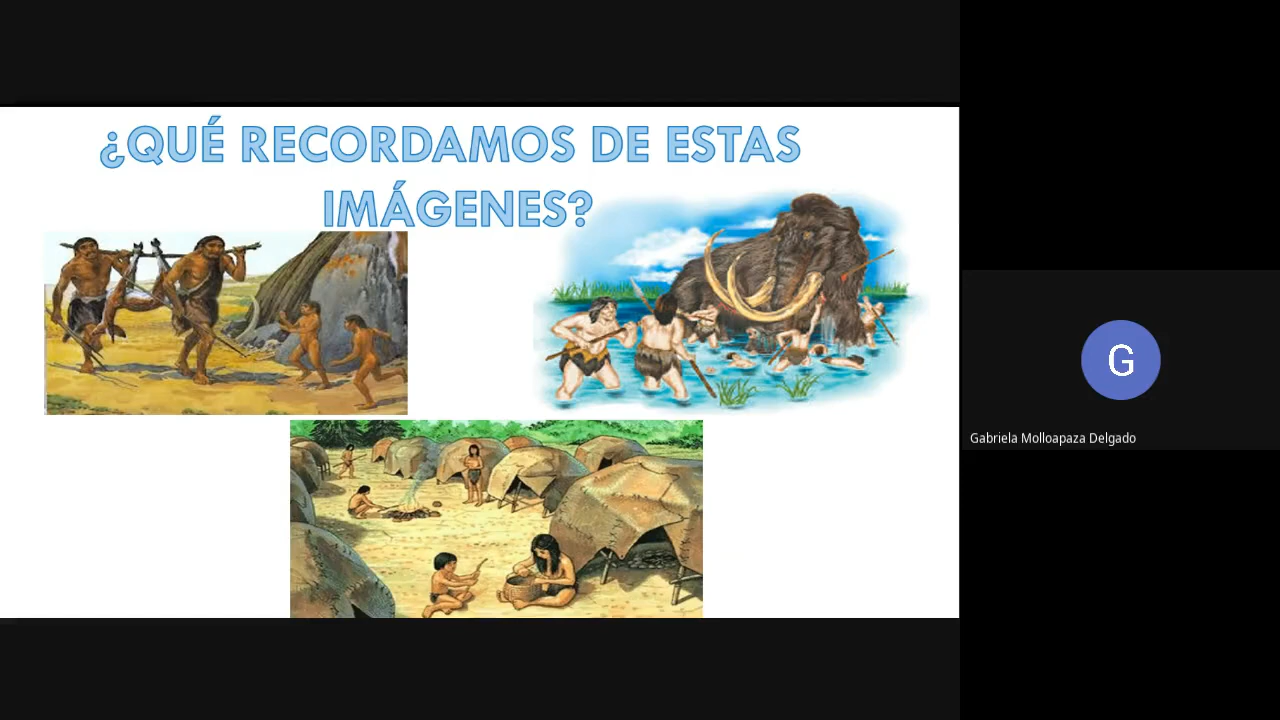 ¿QUÉ RECORDAMOS DE ESTAS
IMÁGENES?
G
Gabriela Molloapaza Delgado